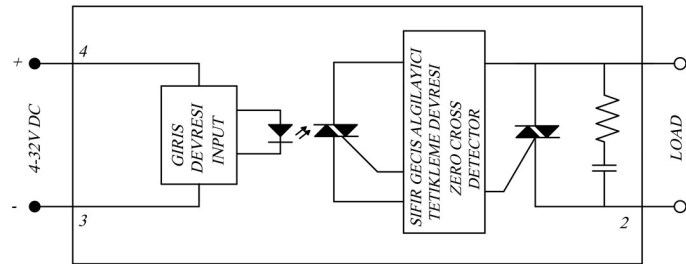 4
+
4-32V DC
-
3
GIRIS
DEVRESI
INPUT
SIFIR GECIS ALGILAYICI
TETIKLEME DEVRESI
ZERO CROSS
DETECTOR
2
LOAD